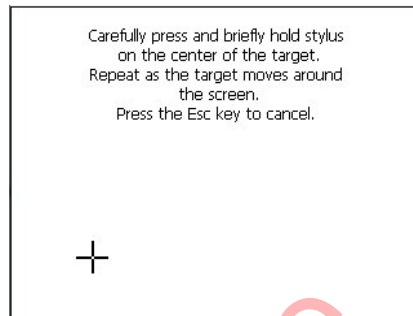 Carefully press and briefly hold stylus
on the center of the target.
Repeat as the target moves around
the screen.
Press the Esc key to cancel.